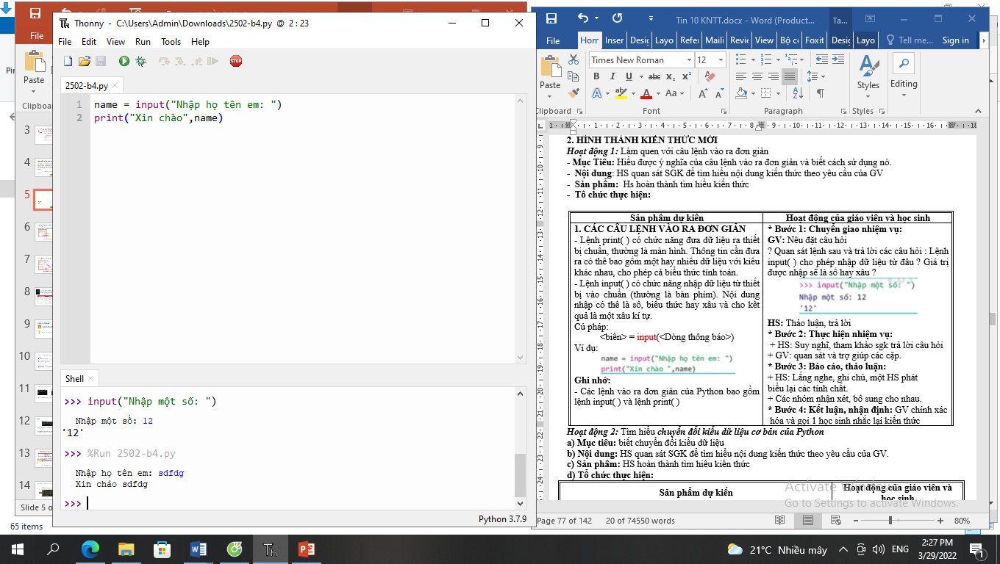 File
Paste
Clipboa
3
4
5
6
7
8
9
10
11
12
13
14
Slide 5 o
65 items
Thonny - C:\Users\Admin\Downloads\2502-b4.py @ 2:23
File Edit View Run Tools Help
STOP
2502-b4.py
1 name = input("Nhập họ tên em: ")
2 print("Xin chào",name)
Shell
>>> input("Nhập một số: ")
Nhập một số: 12
'12'
>>> %Run 2502-b4.py
Nhập họ tên em: sdfdg
Xin chào sdfdg
>>>
Python 3.7.9
Tin 10 KNTT.docx - Word (Product...
Ta...
File Hom Inser Desig Layo Refe Maili Revie View Bộ c Foxit Desig Layo Tell me... Sign in
Paste
Times New Roman 12
Styles
Editing
Clipboard Font Paragraph Styles
2. HÌNH THÀNH KIẾN THỨC MỚI
Hoạt động 1: Làm quen với câu lệnh vào ra đơn giản
- Mục Tiêu: Hiểu được ý nghĩa của câu lệnh vào ra đơn giản và biết cách sử dụng nó.
- Nội dung: HS quan sát SGK để tìm hiểu nội dung kiến thức theo yêu cầu của GV
- Sản phẩm: Hs hoàn thành tìm hiểu kiến thức
- Tổ chức thực hiện:
Sản phẩm dự kiến
1. CÁC CÂU LỆNH VÀO RA ĐƠN GIẢN
- Lệnh print( ) có chức năng đưa dữ liệu ra thiết
bị chuẩn, thường là màn hình. Thông tin cần đưa
ra có thể bao gồm một hay nhiều dữ liệu với kiểu
khác nhau, cho phép cả biểu thức tính toán.
- Lệnh input( ) có chức năng nhập dữ liệu từ thiết
bị vào chuẩn (thường là bàn phím). Nội dung
nhập có thể là số, biểu thức hay xâu và cho kết
quả là một xâu kí tự.
Cú pháp:
<biến> = input(<Dòng thông báo>)
Ví dụ:
name = input("Nhập họ tên em: ")
print("Xin chào ",name)
Ghi nhớ:
- Các lệnh vào ra đơn giản của Python bao gồm
lệnh input( ) và lệnh print( )
Hoạt động của giáo viên và học sinh
* Bước 1: Chuyển giao nhiệm vụ:
GV: Nêu đặt câu hỏi
? Quan sát lệnh sau và trả lời các câu hỏi : Lệnh
input( ) cho phép nhập dữ liệu từ đâu ? Giá trị
được nhập sẽ là số hay xâu ?
>>> input("Nhập một số: ")
Nhập một số: 12
'12'
HS: Thảo luận, trả lời
* Bước 2: Thực hiện nhiệm vụ:
+ HS: Suy nghĩ, tham khảo sgk trả lời câu hỏi
+ GV: quan sát và trợ giúp các cặp.
* Bước 3: Báo cáo, thảo luận:
+ HS: Lắng nghe, ghi chú, một HS phát
biểu lại các tính chất.
+ Các nhóm nhận xét, bổ sung cho nhau.
* Bước 4: Kết luận, nhận định: GV chính xác
hóa và gọi 1 học sinh nhắc lại kiến thức
Hoạt động 2: Tìm hiểu chuyển đổi kiểu dữ liệu cơ bản của Python
a) Mục tiêu: biết chuyển đổi kiểu dữ liệu
b) Nội dung: HS quan sát SGK để tìm hiểu nội dung kiến thức theo yêu cầu của GV.
c) Sản phẩm: HS hoàn thành tìm hiểu kiến thức
d) Tổ chức thực hiện:
Sản phẩm dự kiến
Hoạt động của giáo viên và
học sinh
Activate Windows
Go to Settings to activate Windows.
Page 77 of 142 20 of 74550 words 80%
21°C Nhiều mây
ENG
2:27 PM
3/29/2022
1